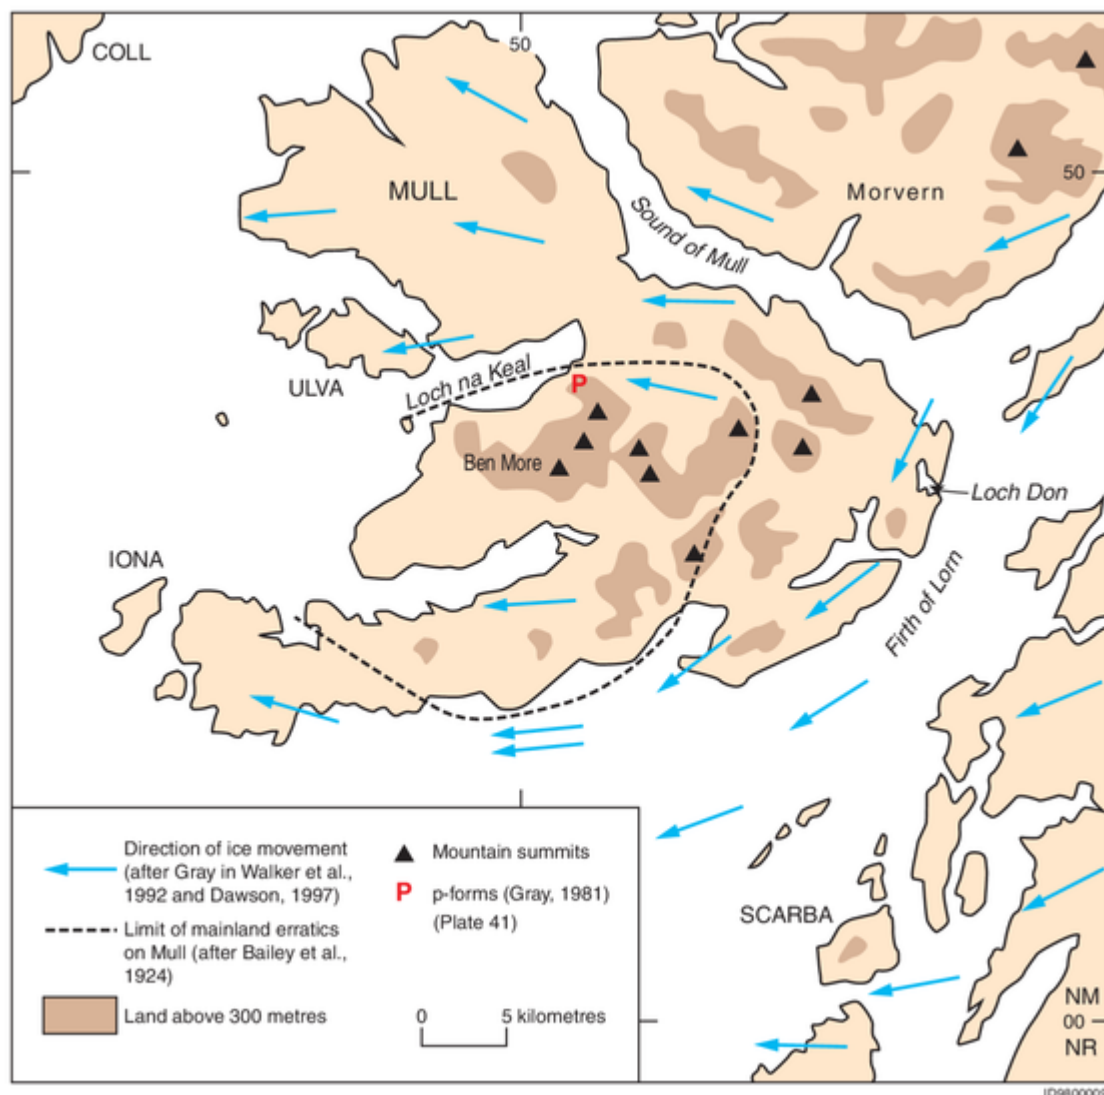 COLL
50
MULL
Sound of Mull
Morvern
50
ULVA
Loch na Keal
P
Ben More
Loch Don
IONA
Firth of Lorn
SCARBA
NM
00
NR
Direction of ice movement
(after Gray in Walker et al.,
1992 and Dawson, 1997)
Limit of mainland erratics
on Mull (after Bailey et al.,
1924)
Land above 300 metres
Mountain summits
P p-forms (Gray, 1981)
(Plate 41)
0 5 kilometres